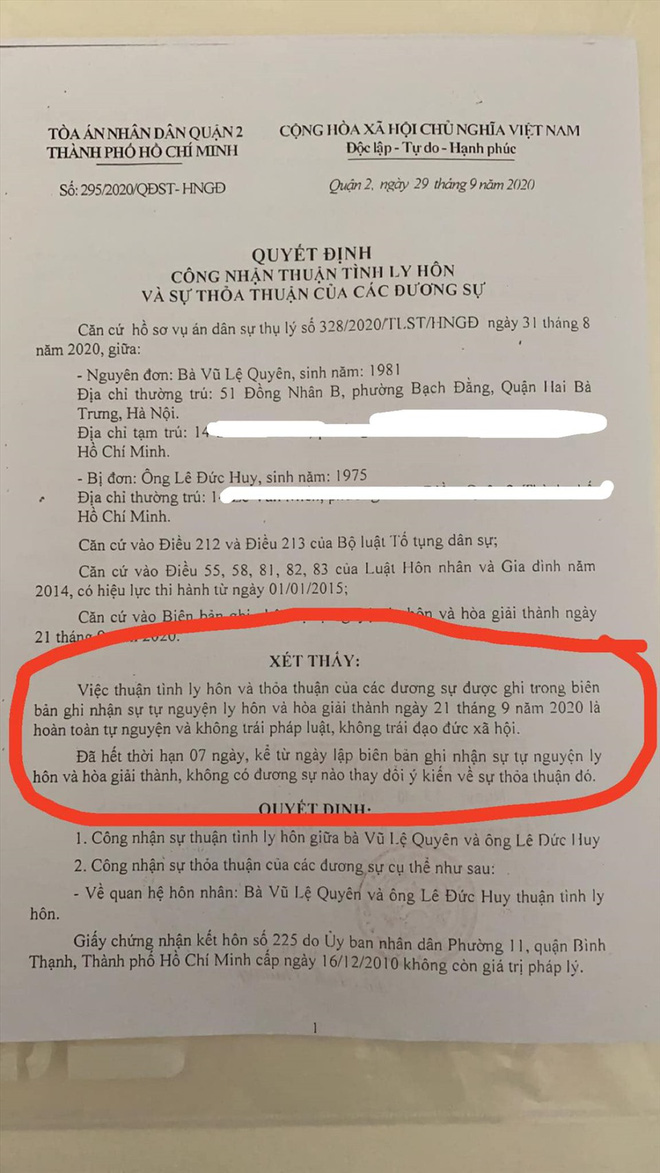 TÒA ÁN NHÂN DÂN QUẬN 2
THÀNH PHỐ HỒ CHÍ MINH
Số: 295/2020/QĐST- HNGĐ
CỘNG HÒA XÃ HỘI CHỦ NGHĨA VIỆT NAM
Độc lập - Tự do - Hạnh phúc
Quận 2, ngày 29 tháng 9 năm 2020
QUYẾT ĐỊNH
CÔNG NHẬN THUẬN TÌNH LY HÔN
VÀ SỰ THỎA THUẬN CỦA CÁC ĐƯƠNG SỰ
Căn cứ hồ sơ vụ án dân sự thụ lý số 328/2020/TLST/HNGĐ ngày 31 tháng 8
năm 2020, giữa:
- Nguyên đơn: Bà Vũ Lệ Quyên, sinh năm: 1981
Địa chỉ thường trú: 51 Đồng Nhân B, phường Bạch Đằng, Quận Hai Bà
Trưng, Hà Nội.
Địa chỉ tạm trú: 14
Hồ Chí Minh.
- Bị đơn: Ông Lê Đức Huy, sinh năm: 1975
Địa chỉ thường trú: 1
Hồ Chí Minh.
Căn cứ vào Điều 212 và Điều 213 của Bộ luật Tố tụng dân sự;
Căn cứ vào Điều 55, 58, 81, 82, 83 của Luật Hôn nhân và Gia đình năm
2014, có hiệu lực thi hành từ ngày 01/01/2015;
Căn cứ vào Biên bản ghi hôn và hòa giải thành ngày
21 tháng 2020.
XÉT THẤY:
Việc thuận tình ly hôn và thỏa thuận của các đương sự được ghi trong biên
bản ghi nhận sự tự nguyện ly hôn và hòa giải thành ngày 21 tháng 9 năm 2020 là
hoàn toàn tự nguyện và không trái pháp luật, không trái đạo đức xã hội.
Đã hết thời hạn 07 ngày, kể từ ngày lập biên bản ghi nhận sự tự nguyện ly
hôn và hòa giải thành, không có đương sự nào thay đổi ý kiến về sự thỏa thuận đó.
QUYẾT ĐỊNH:
1. Công nhận sự thuận tình ly hôn giữa bà Vũ Lệ Quyên và ông Lê Đức Huy
2. Công nhận sự thỏa thuận của các đương sự cụ thể như sau:
- Về quan hệ hôn nhân: Bà Vũ Lệ Quyên và ông Lê Đức Huy thuận tình ly
hôn.
Giấy chứng nhận kết hôn số 225 do Ủy ban nhân dân Phường 11, quận Bình
Thạnh, Thành phố Hồ Chí Minh cấp ngày 16/12/2010 không còn giá trị pháp lý.
1